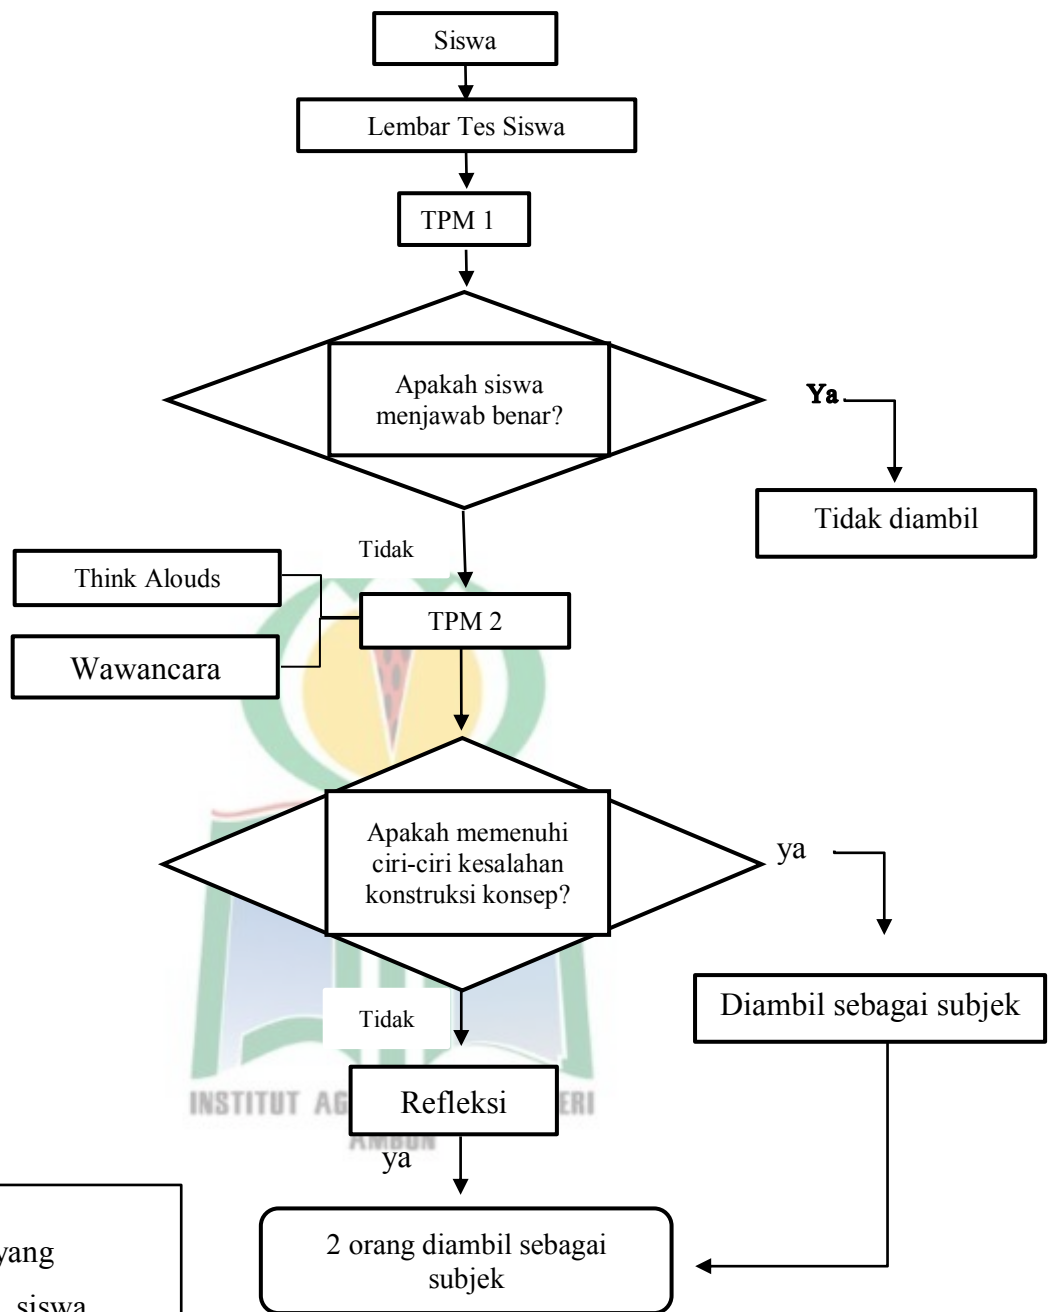 Siswa
Lembar Tes Siswa
TPM 1
Apakah siswa
menjawab benar?
Ya
Tidak diambil
Tidak
Think Alouds
TPM 2
Wawancara
Apakah memenuhi
ciri-ciri kesalahan
konstruksi konsep?
ya
Diambil sebagai subjek
Tidak
Refleksi
INSTITUT AG ERI
AMBON
ya
2 orang diambil sebagai
subjek
yang
siswa